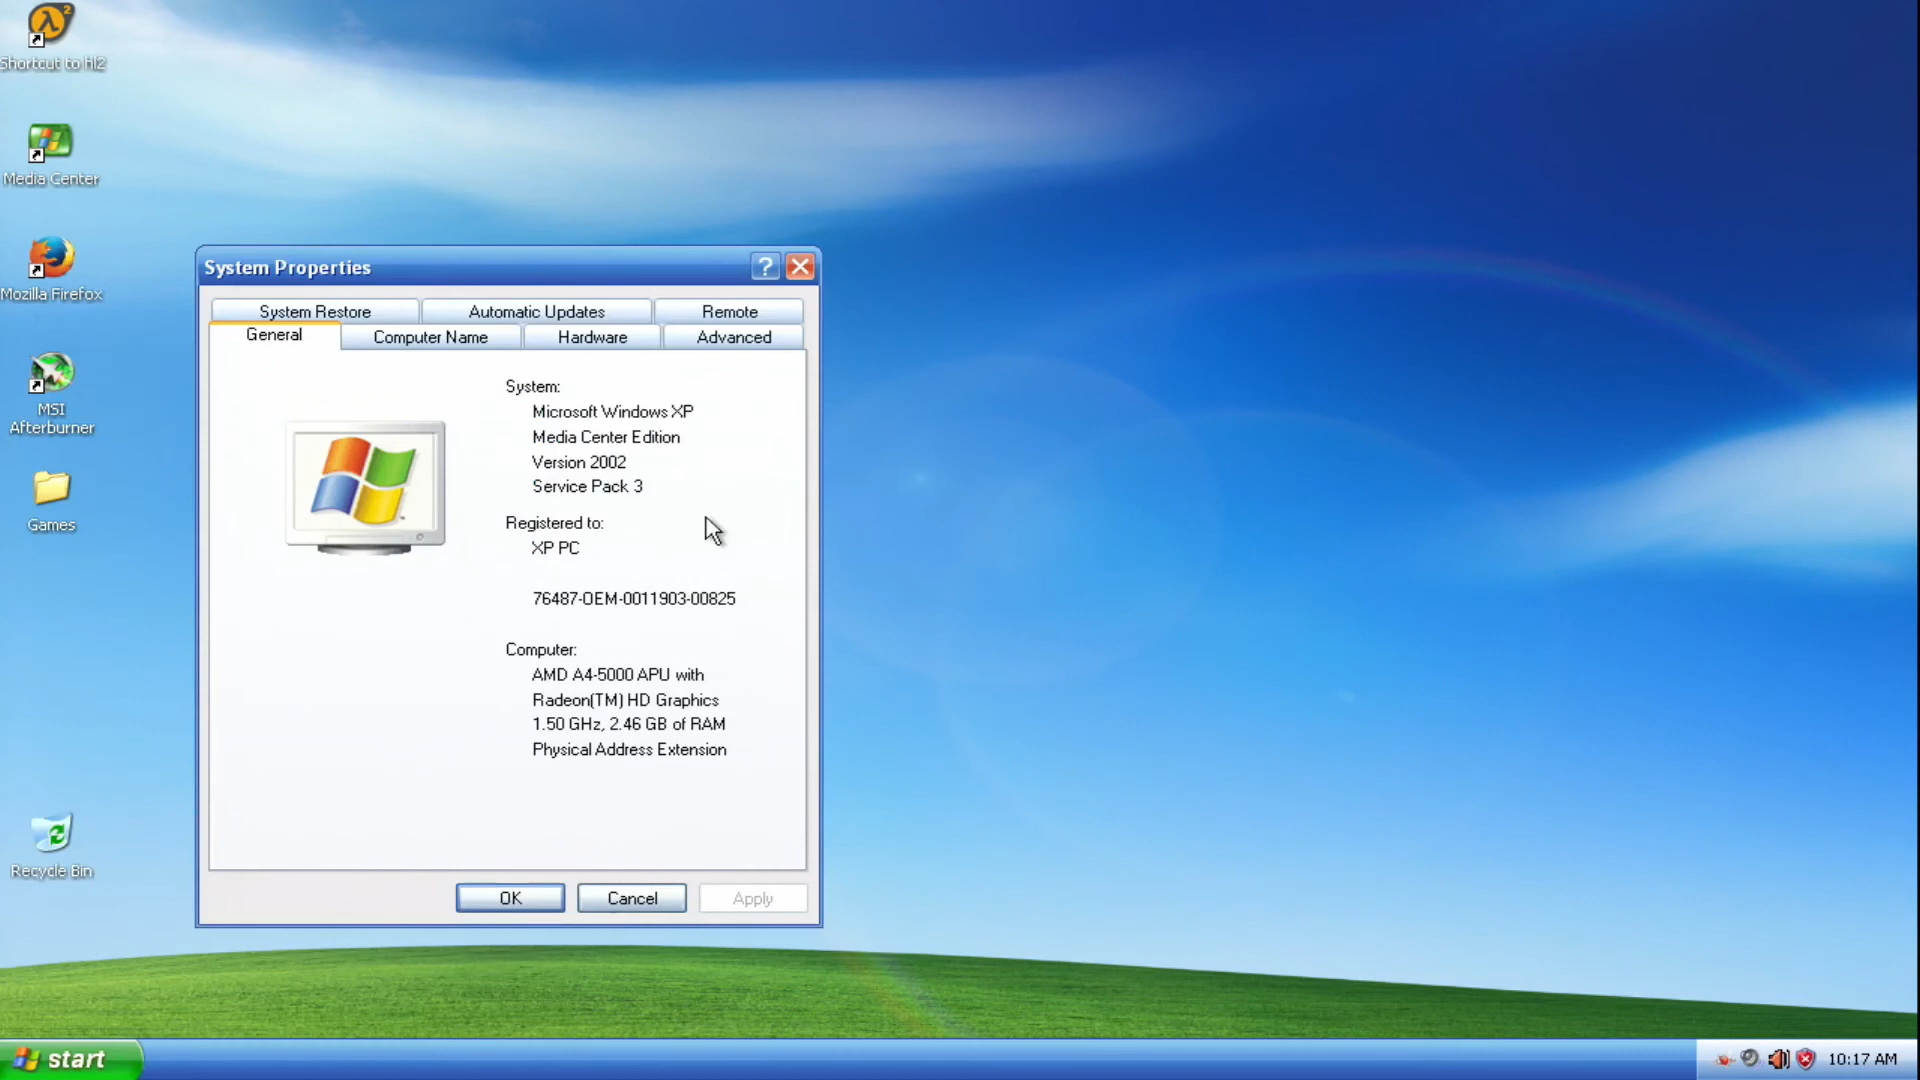 Shortcut to hl2
Media Center
Mozilla Firefox
MSI
Afterburner
Games
Recycle Bin
System Properties
?
System Restore
Automatic Updates
Remote
General
Computer Name
Hardware
Advanced
System:
Microsoft Windows XP
Media Center Edition
Version 2002
Service Pack 3
Registered to:
XP PC
76487-OEM-0011903-00825
Computer:
AMD A4-5000 APU with
Radeon(TM) HD Graphics
1.50 GHz, 2.46 GB of RAM
Physical Address Extension
OK
Cancel
Apply
start
10:17 AM